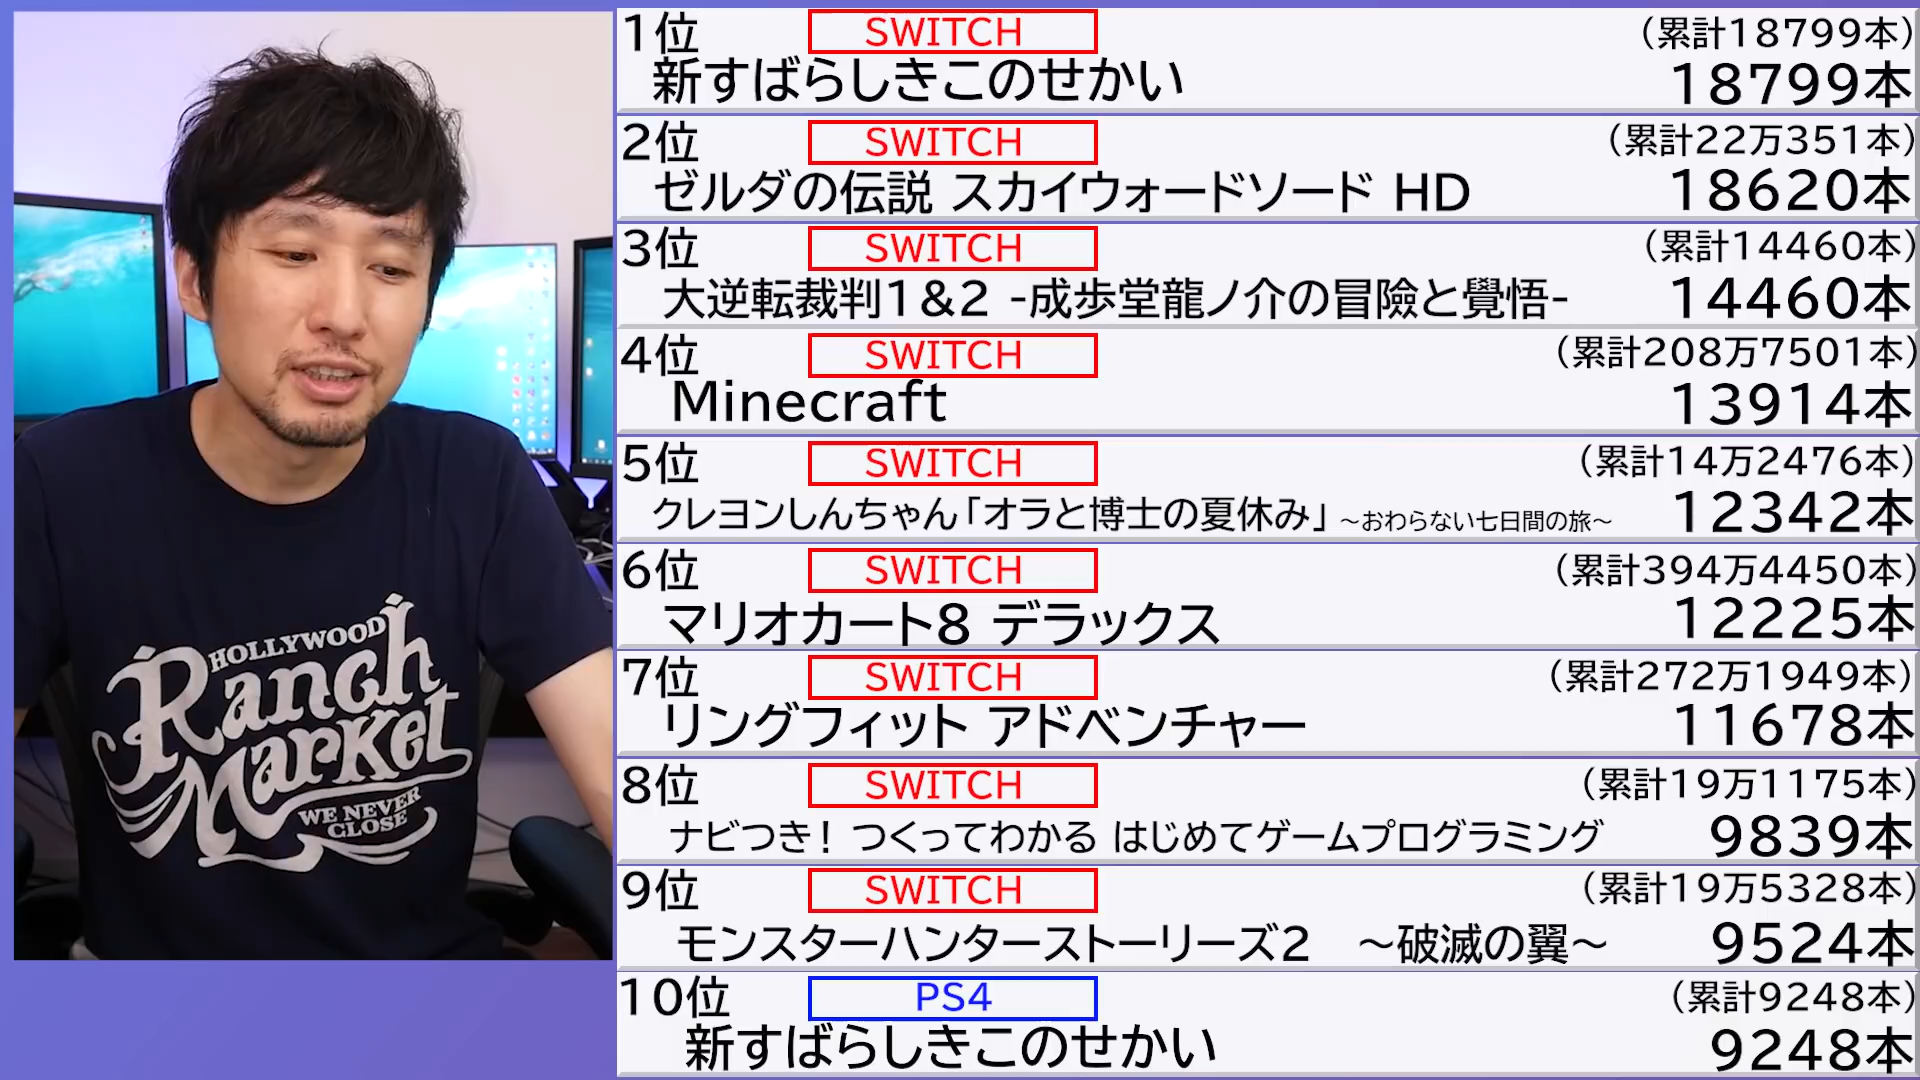 1位 SWITCH (累計18799本)
新すばらしきこのせかい 18799本
2位 SWITCH (累計22万351本)
ゼルダの伝説 スカイウォードソード HD 18620本
3位 SWITCH (累計14460本)
大逆転裁判1&2 -成歩堂龍ノ介の冒險と覺悟- 14460本
4位 SWITCH (累計208万7501本)
Minecraft 13914本
5位 SWITCH (累計14万2476本)
クレヨンしんちゃん「オラと博士の夏休み」 ~おわらない七日間の旅~ 12342本
6位 SWITCH (累計394万4450本)
マリオカート8 デラックス 12225本
7位 SWITCH (累計272万1949本)
リングフィット アドベンチャー 11678本
8位 SWITCH (累計19万1175本)
ナビつき! つくってわかる はじめてゲームプログラミング 9839本
9位 SWITCH (累計19万5328本)
モンスターハンターストーリーズ2 ~破滅の翼~ 9524本
10位 PS4 (累計9248本)
新すばらしきこのせかい 9248本
HOLLYWOOD
Ranch
Market
WE NEVER
CLOSE